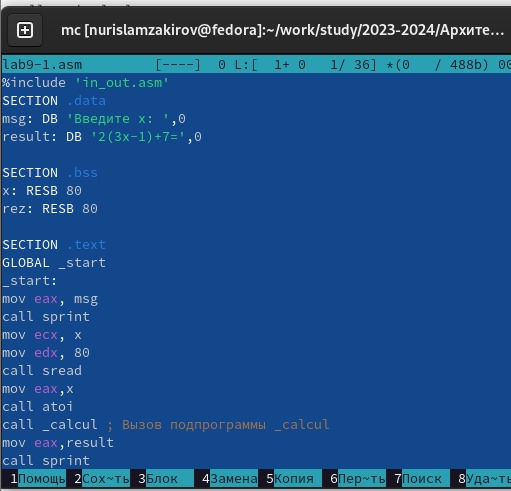 mc [nurislamzakirov@fedora]:~/work/study/2023-2024/Архите...
lab9-1.asm [----] 0 L:[ 1+ 0 1/ 36] *(0 / 488b) 00
%include 'in_out.asm'
SECTION .data
msg: DB 'Введите x: ',0
result: DB '2(3x-1)+7=',0
SECTION .bss
x: RESB 80
rez: RESB 80
SECTION .text
GLOBAL _start
_start:
mov eax, msg
call sprint
mov ecx, x
mov edx, 80
call sread
mov eax,x
call atoi
call _calcul ; Вызов подпрограммы _calcul
mov eax,result
call sprint
1Помощь 2Сох~ть 3Блок 4Замена 5Копия 6Пер~ть 7Поиск 8Уда~ть